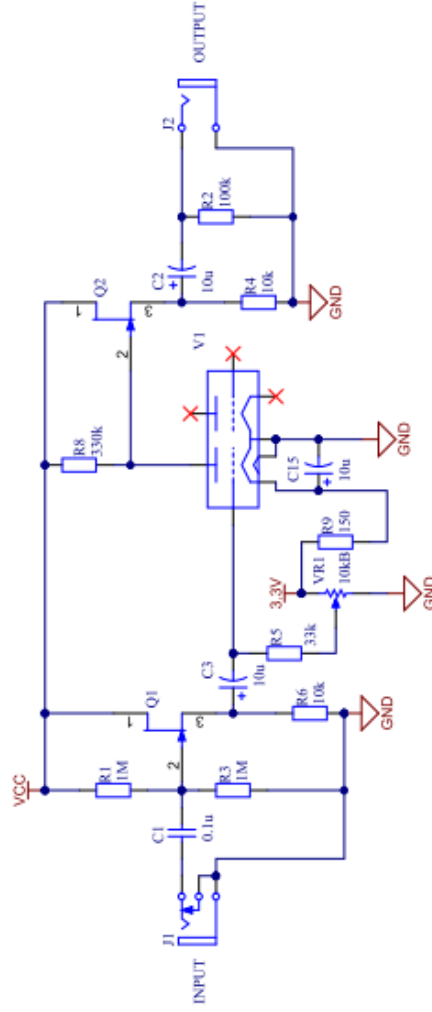 VCC
R1
1M
C1
0.1u
J1
INPUT
R3
1M
Q1
1
2
3
C3
10u
R6
10k
GND
R5
33k
3.3V
VR1
10kB
GND
R9
150
C15
10u
GND
R8
330k
V1
Q2
1
2
3
C2
10u
R4
10k
GND
R2
100k
J2
OUTPUT